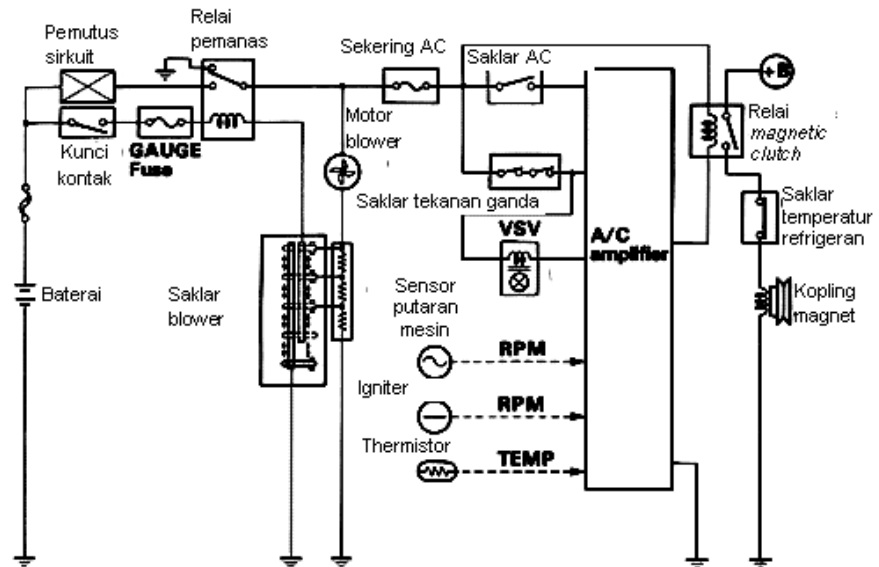 Relai
pemanas
Pemutus
sirkuit
Sekering AC
Saklar AC
+B
Relai
magnetic
clutch
Kunci
kontak
GAUGE
Fuse
Motor
blower
Saklar tekanan ganda
Saklar
temperatur
refrigeran
VSV
A/C
amplifier
Baterai
Saklar
blower
Sensor
putaran
mesin
Kopling
magnet
RPM
Igniter
RPM
Thermistor
TEMP